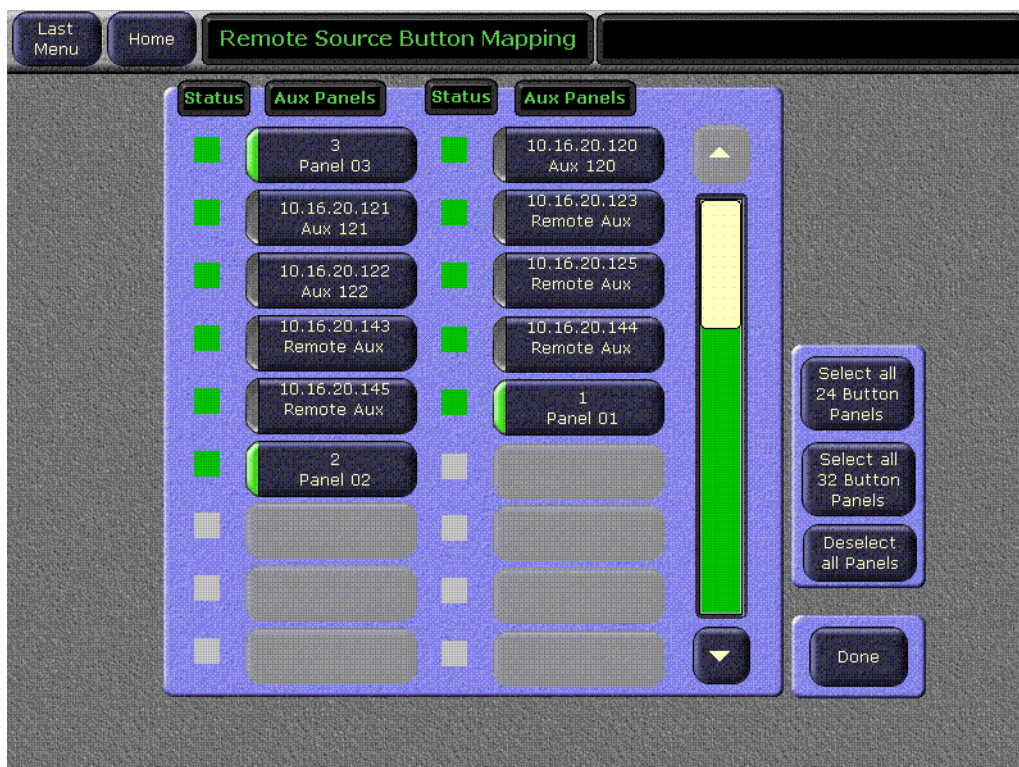 Last
Menu
Home
Remote Source Button Mapping
Status
Aux Panels
Status
Aux Panels
3
Panel 03
10.16.20.120
Aux 120
10.16.20.121
Aux 121
10.16.20.123
Remote Aux
10.16.20.122
Aux 122
10.16.20.125
Remote Aux
10.16.20.143
Remote Aux
10.16.20.144
Remote Aux
10.16.20.145
Remote Aux
1
Panel 01
2
Panel 02
Select all
24 Button
Panels
Select all
32 Button
Panels
Deselect
all Panels
Done